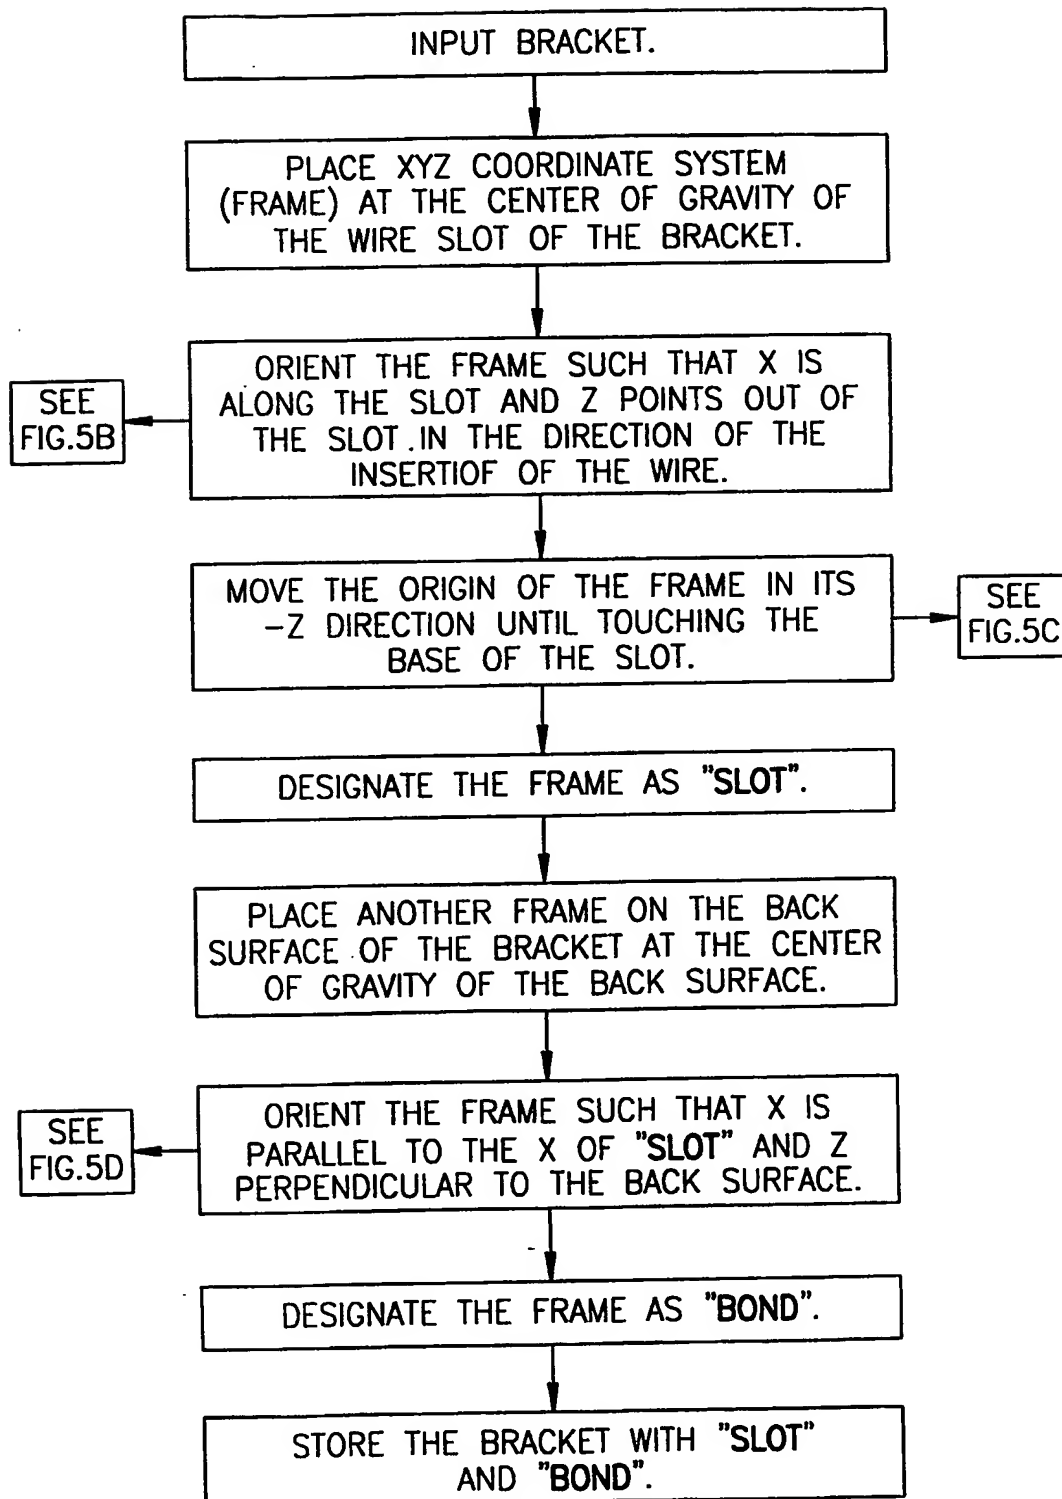 INPUT BRACKET.
PLACE XYZ COORDINATE SYSTEM
(FRAME) AT THE CENTER OF GRAVITY OF
THE WIRE SLOT OF THE BRACKET.
ORIENT THE FRAME SUCH THAT X IS
ALONG THE SLOT AND Z POINTS OUT OF
THE SLOT .IN THE DIRECTION OF THE
INSERTIOF OF THE WIRE.
SEE
FIG.5B
MOVE THE ORIGIN OF THE FRAME IN ITS
-Z DIRECTION UNTIL TOUCHING THE
BASE OF THE SLOT.
SEE
FIG.5C
DESIGNATE THE FRAME AS "SLOT".
PLACE ANOTHER FRAME ON THE BACK
SURFACE OF THE BRACKET AT THE CENTER
OF GRAVITY OF THE BACK SURFACE.
ORIENT THE FRAME SUCH THAT X IS
PARALLEL TO THE X OF "SLOT" AND Z
PERPENDICULAR TO THE BACK SURFACE.
SEE
FIG.5D
DESIGNATE THE FRAME AS "BOND".
STORE THE BRACKET WITH "SLOT"
AND "BOND".